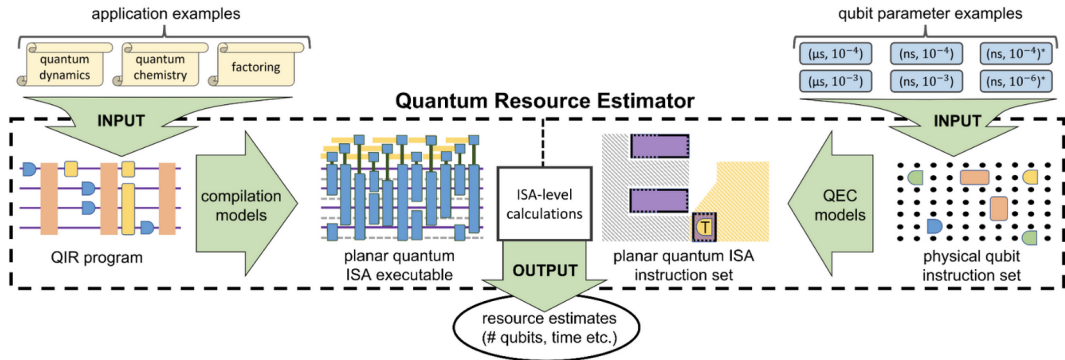 application examples
quantum
dynamics
quantum
chemistry
factoring
INPUT
qubit parameter examples
(μs, 10⁻⁴)
(ns, 10⁻⁴)
(ns, 10⁻⁴)*
(μs, 10⁻³)
(ns, 10⁻³)
(ns, 10⁻⁶)*
INPUT
Quantum Resource Estimator
QIR program
compilation
models
planar quantum
ISA executable
ISA-level
calculations
T
planar quantum ISA
instruction set
QEC
models
physical qubit
instruction set
OUTPUT
resource estimates
(# qubits, time etc.)